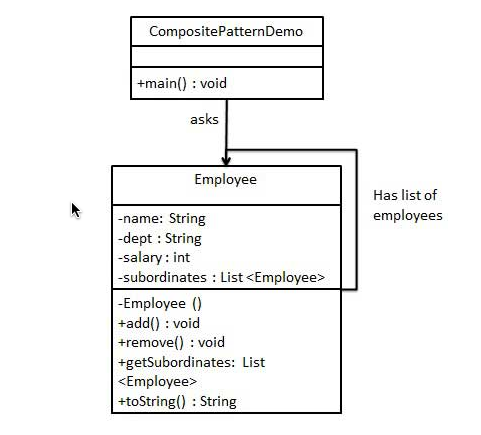 CompositePatternDemo
+main() : void
asks
Employee
-name: String
-dept : String
-salary : int
-subordinates : List <Employee>
-Employee ()
+add() : void
+remove() : void
+getSubordinates: List
<Employee>
+toString() : String
Has list of
employees